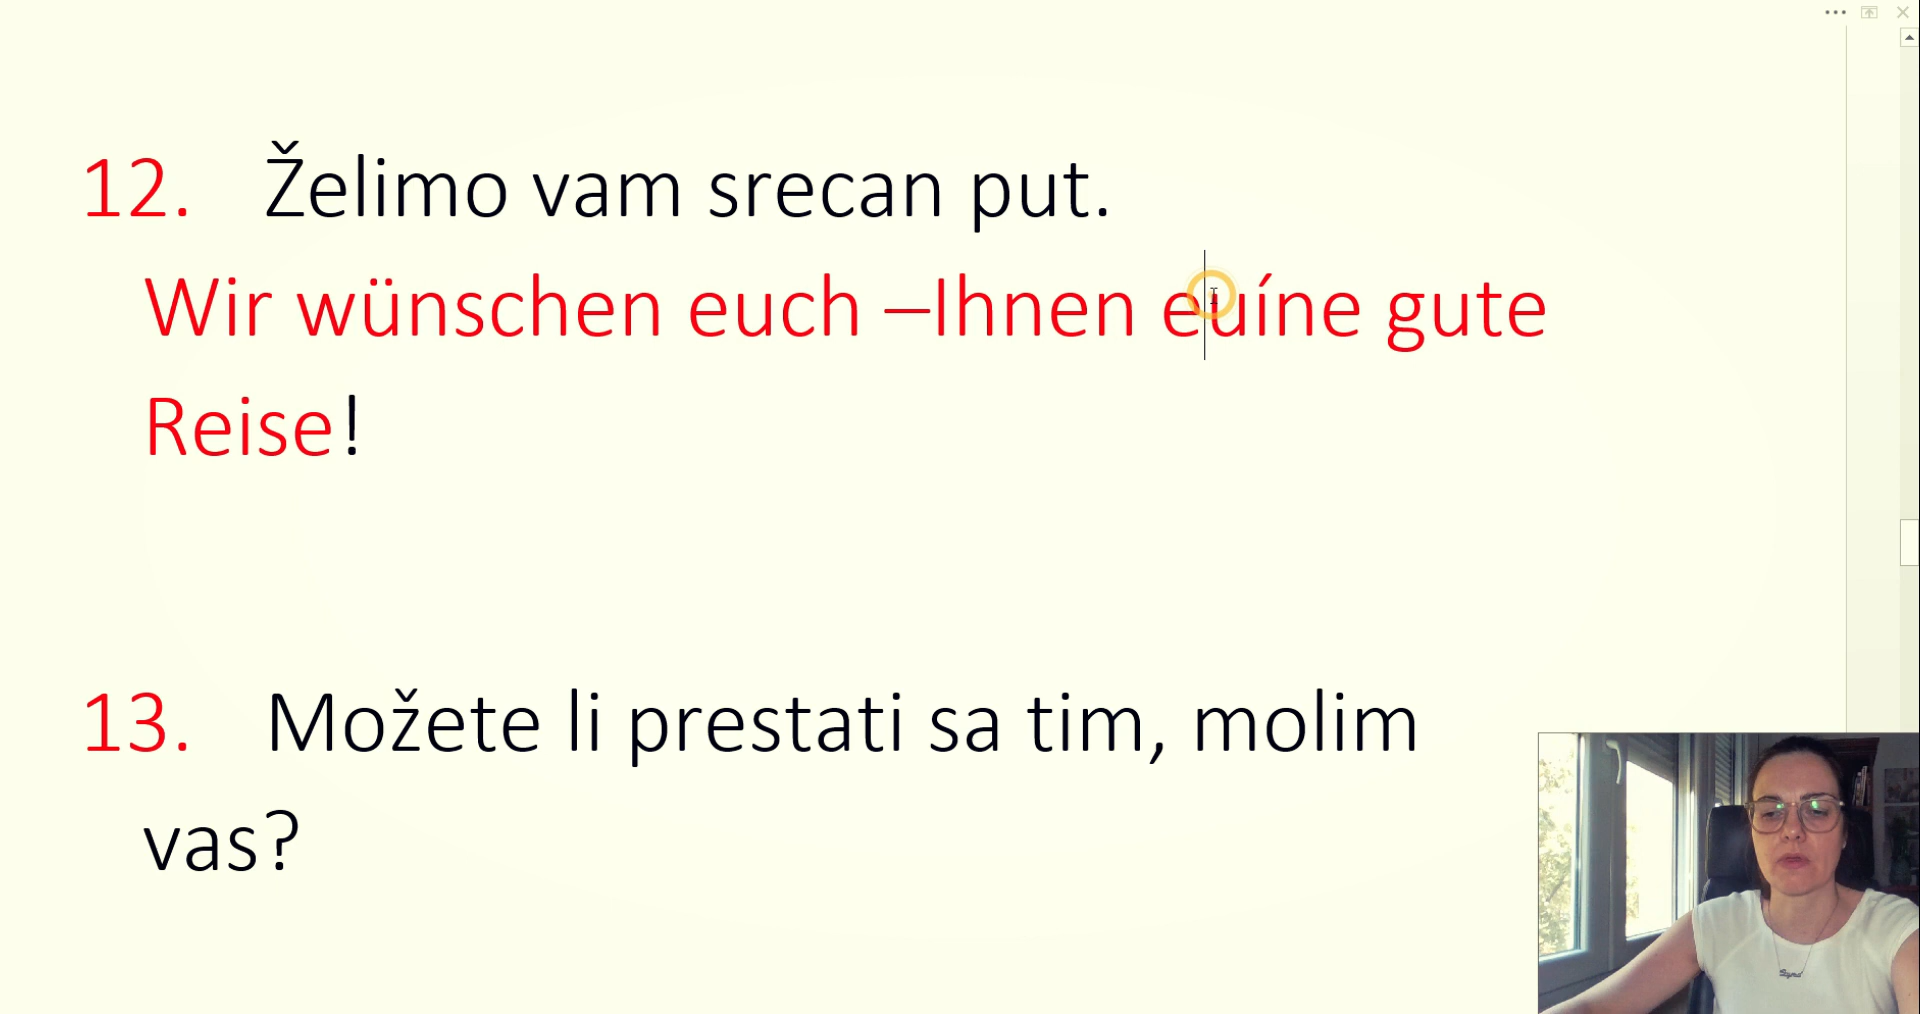 12. Želimo vam srecan put.
Wir wünschen euch –Ihnen euíne gute
Reise!
13. Možete li prestati sa tim, molim
vas?